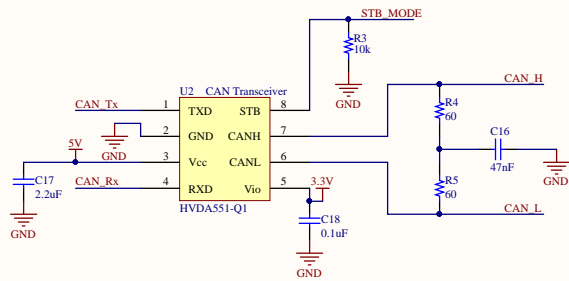 STB_MODE
R3
10k
GND
U2 CAN Transceiver
CAN_Tx 1 TXD STB 8
CAN_H
R4
60
2 GND CANH 7
GND
C16
47nF
GND
5V
3 Vcc CANL 6
C17
2.2uF
GND
CAN_Rx 4 RXD Vio 5
3.3V
R5
60
HVDA551-Q1
CAN_L
C18
0.1uF
GND